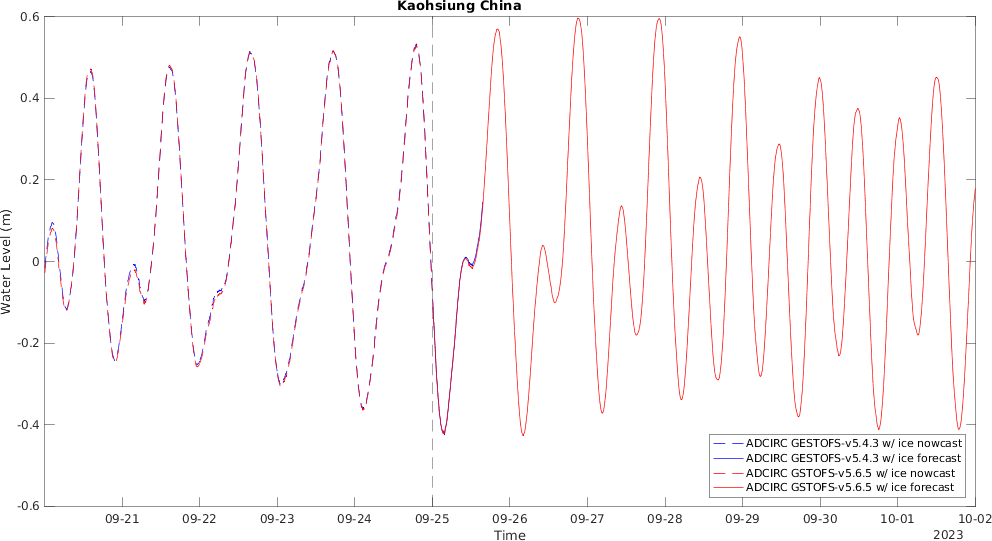 Kaohsiung China
0.6
0.4
0.2
0
-0.2
-0.4
-0.6
Water Level (m)
09-21
09-22
09-23
09-24
09-25
09-26
09-27
09-28
09-29
09-30
10-01
10-02
2023
Time
ADCIRC GESTOFS-v5.4.3 w/ ice nowcast
ADCIRC GESTOFS-v5.4.3 w/ ice forecast
ADCIRC GSTOFS-v5.6.5 w/ ice nowcast
ADCIRC GSTOFS-v5.6.5 w/ ice forecast